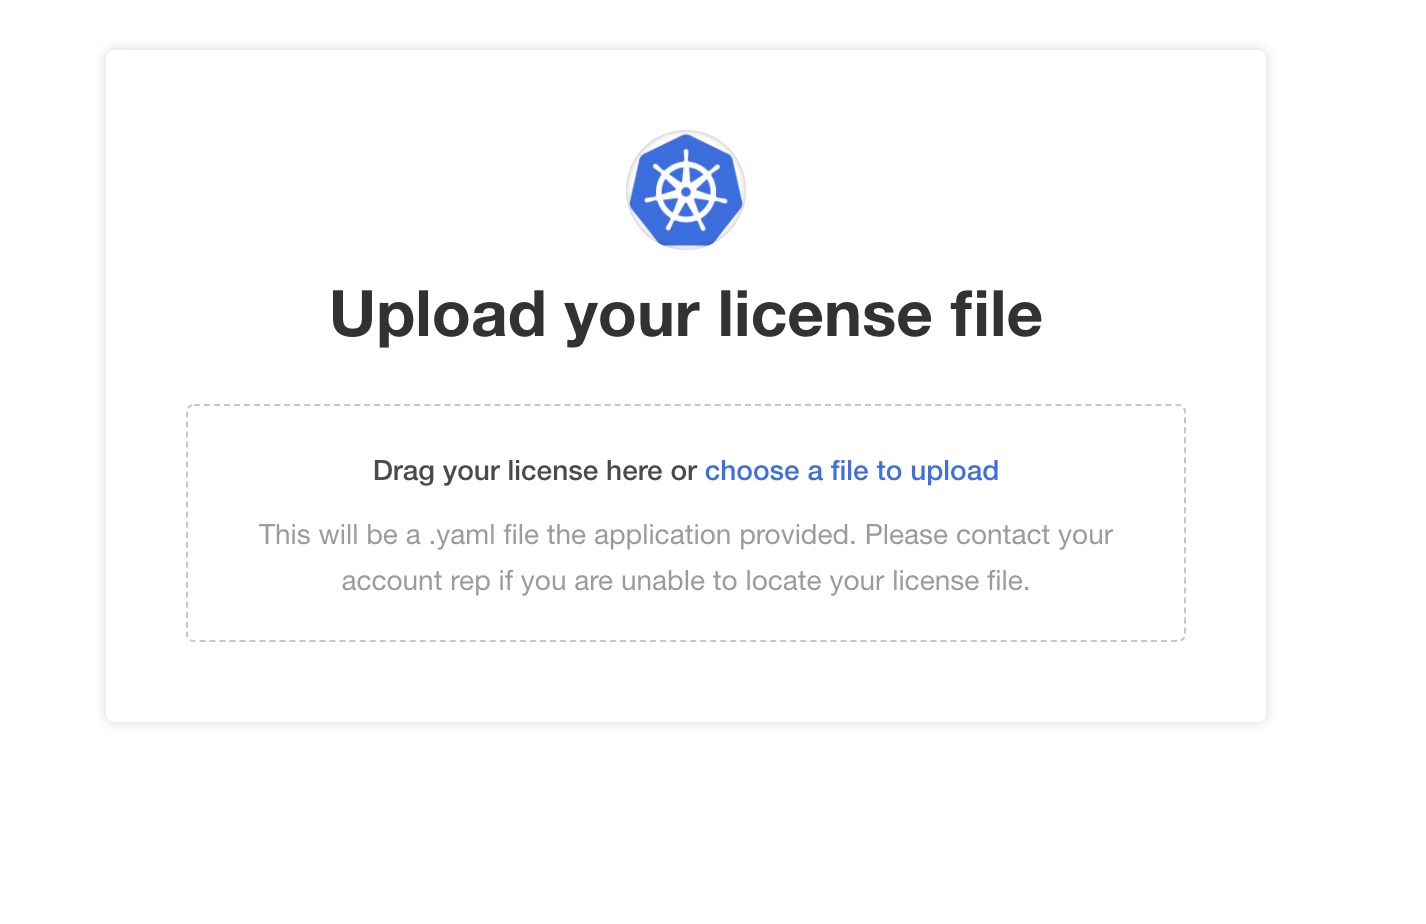 Upload your license file
Drag your license here or choose a file to upload
This will be a .yaml file the application provided. Please contact your
account rep if you are unable to locate your license file.